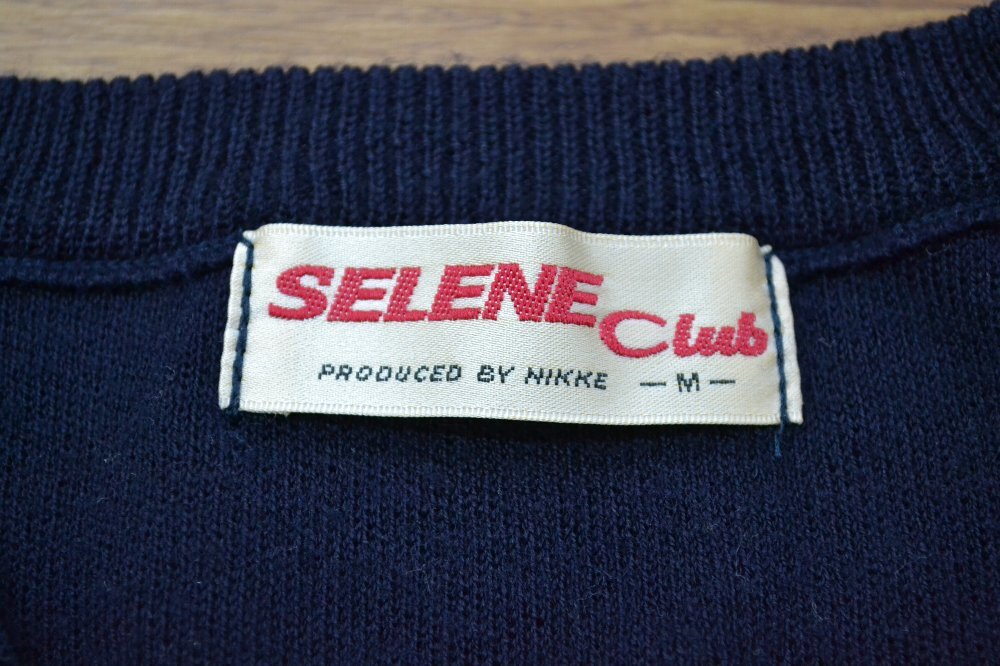 SELENE Club
PRODUCED BY NIKKE — M —